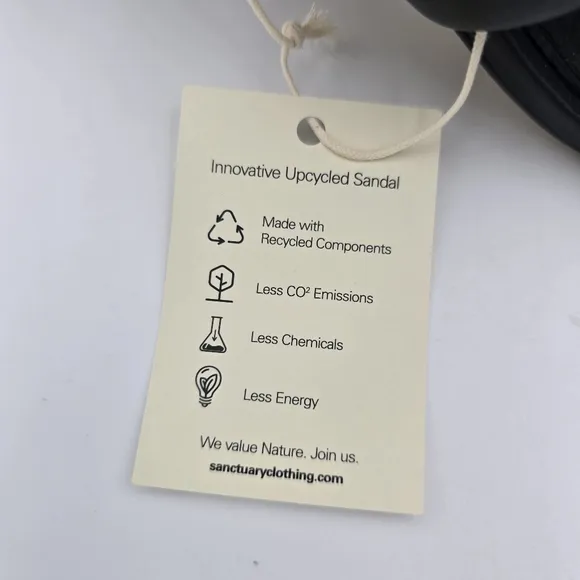 Innovative Upcycled Sandal
Made with
Recycled Components
Less CO² Emissions
Less Chemicals
Less Energy
We value Nature. Join us.
sanctuaryclothing.com